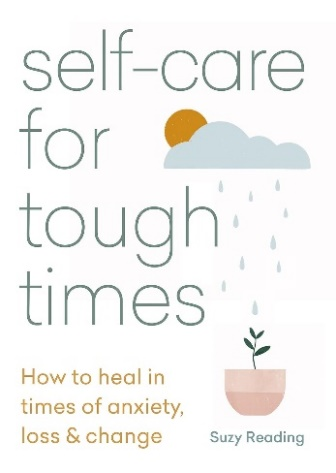 self-care
for
tough
times
How to heal in
times of anxiety,
loss & change
Suzy Reading